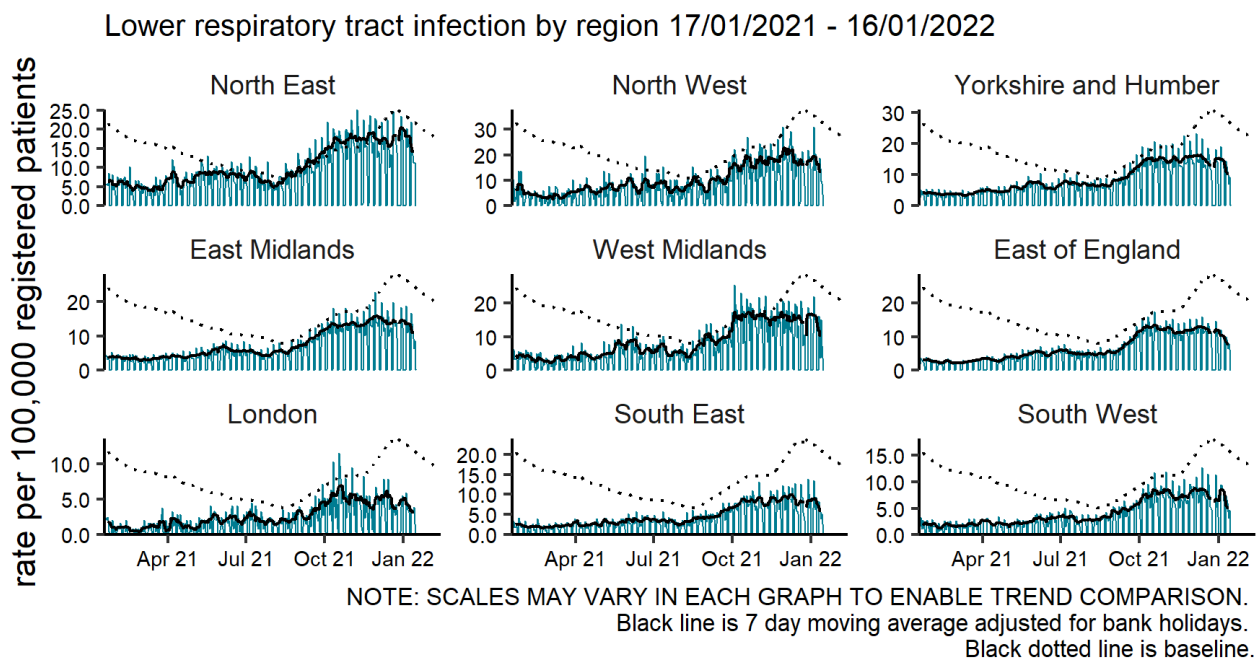 Lower respiratory tract infection by region 17/01/2021 - 16/01/2022
rate per 100,000 registered patients
North East
25.0
20.0
15.0
10.0
5.0
0.0
North West
30
20
10
0
Yorkshire and Humber
30
20
10
0
East Midlands
20
10
0
West Midlands
30
20
10
0
East of England
20
10
0
London
10.0
5.0
0.0
South East
20.0
15.0
10.0
5.0
0.0
South West
15.0
10.0
5.0
0.0
Apr 21 Jul 21 Oct 21 Jan 22
Apr 21 Jul 21 Oct 21 Jan 22
Apr 21 Jul 21 Oct 21 Jan 22
NOTE: SCALES MAY VARY IN EACH GRAPH TO ENABLE TREND COMPARISON.
Black line is 7 day moving average adjusted for bank holidays.
Black dotted line is baseline.